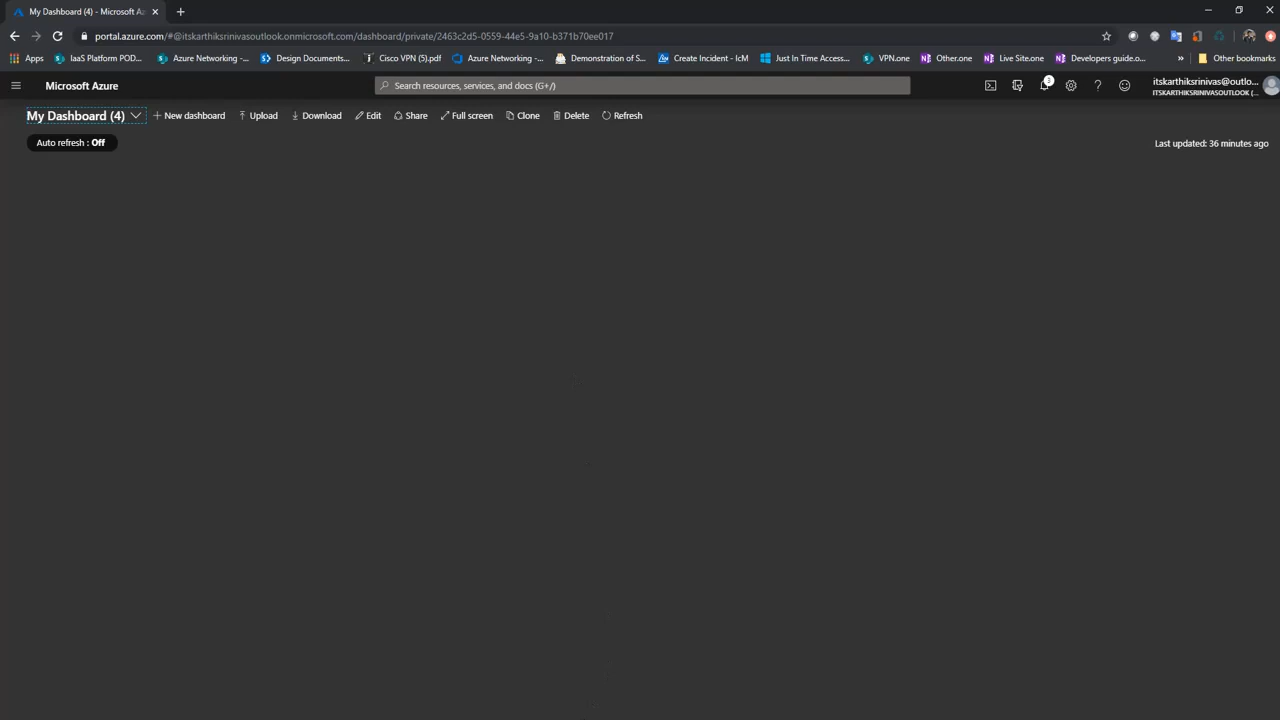 My Dashboard (4) - Microsoft Az
portal.azure.com/#@itskarthiksrinivasoutlook.onmicrosoft.com/dashboard/private/2463c2d5-0559-44e5-9a10-b371b70ee017
Apps IaaS Platform POD... Azure Networking -... Design Documents... Cisco VPN (5).pdf Azure Networking -... Demonstration of S... Create Incident - IcM Just In Time Access... VPN.one Other.one Live Site.one Developers guide.o... » Other bookmarks
Microsoft Azure Search resources, services, and docs (G+/) 3 itskarthiksrinivas@outlo...
ITSKARTHIKSRINIVASOUTLOOK (...
My Dashboard (4) New dashboard Upload Download Edit Share Full screen Clone Delete Refresh
Auto refresh : Off Last updated: 36 minutes ago